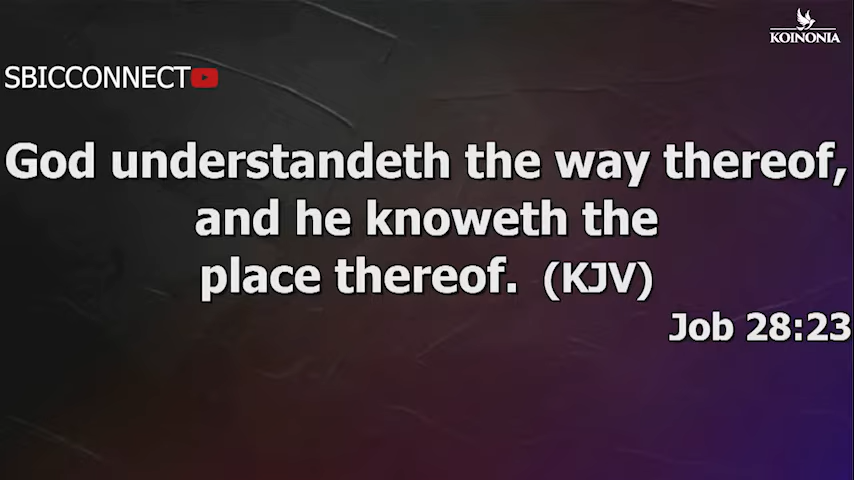 KOINONIA
SBICCONNECT
God understandeth the way thereof,
and he knoweth the
place thereof. (KJV)
Job 28:23